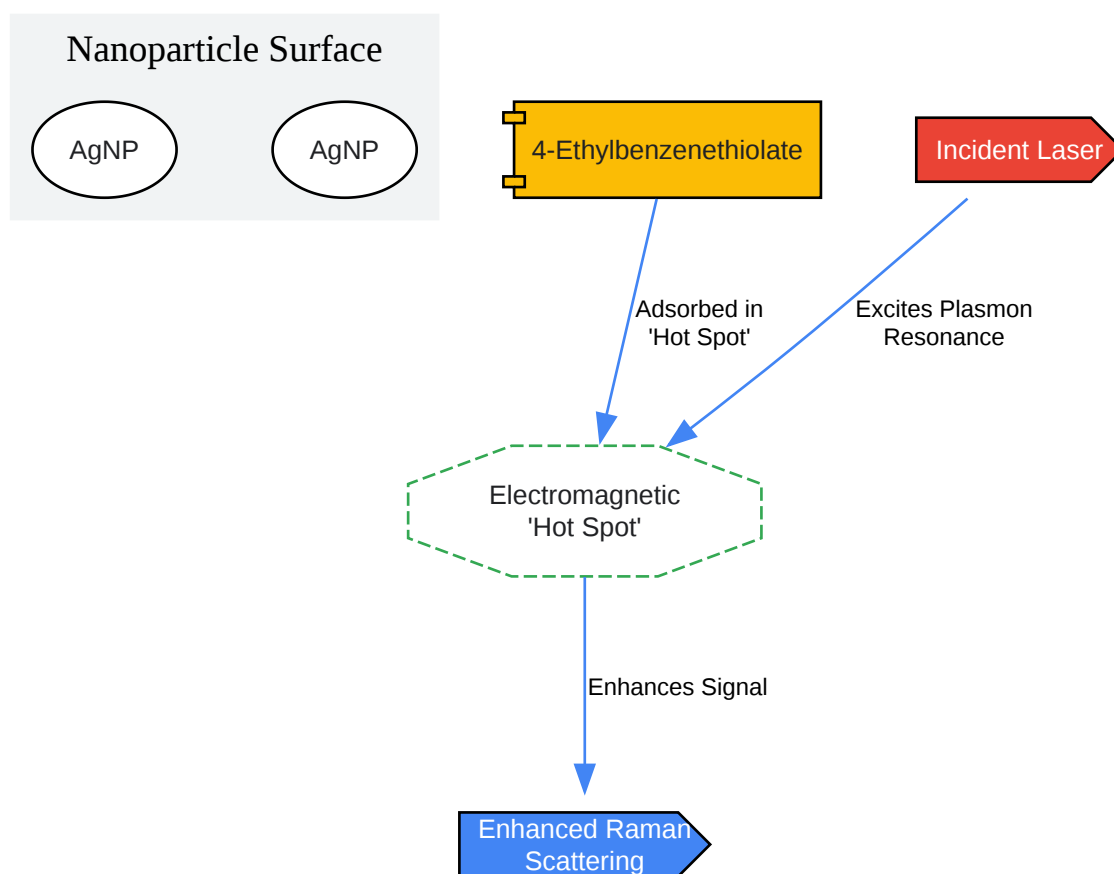 Nanoparticle Surface
AgNP
AgNP
4-Ethylbenzenethiolate
Incident Laser
Adsorbed in
'Hot Spot'
Excites Plasmon
Resonance
Electromagnetic
'Hot Spot'
Enhances Signal
Enhanced Raman
Scattering